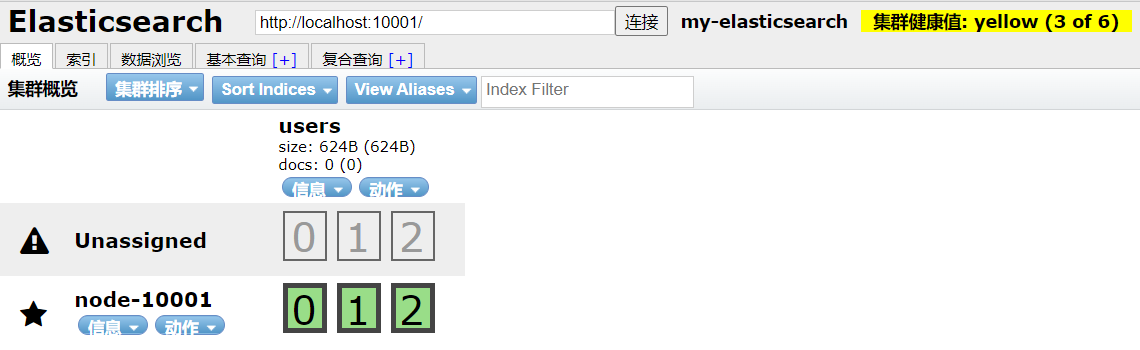 Elasticsearch http://localhost:10001/ 连接 my-elasticsearch 集群健康值: yellow (3 of 6)
概览 索引 数据浏览 基本查询 [+] 复合查询 [+]
集群概览 集群排序 Sort Indices View Aliases Index Filter
users
size: 624B (624B)
docs: 0 (0)
信息 动作
Unassigned 0 1 2
node-10001 0 1 2
信息 动作